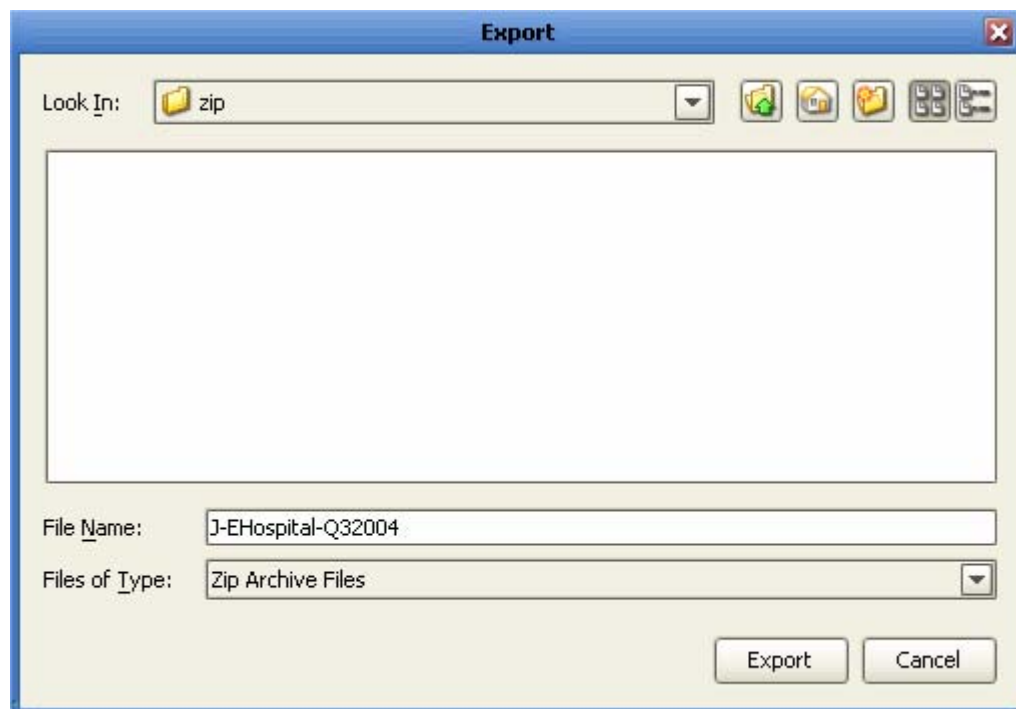 Export
Look In: zip
File Name: J-EHospital-Q32004
Files of Type: Zip Archive Files
Export Cancel